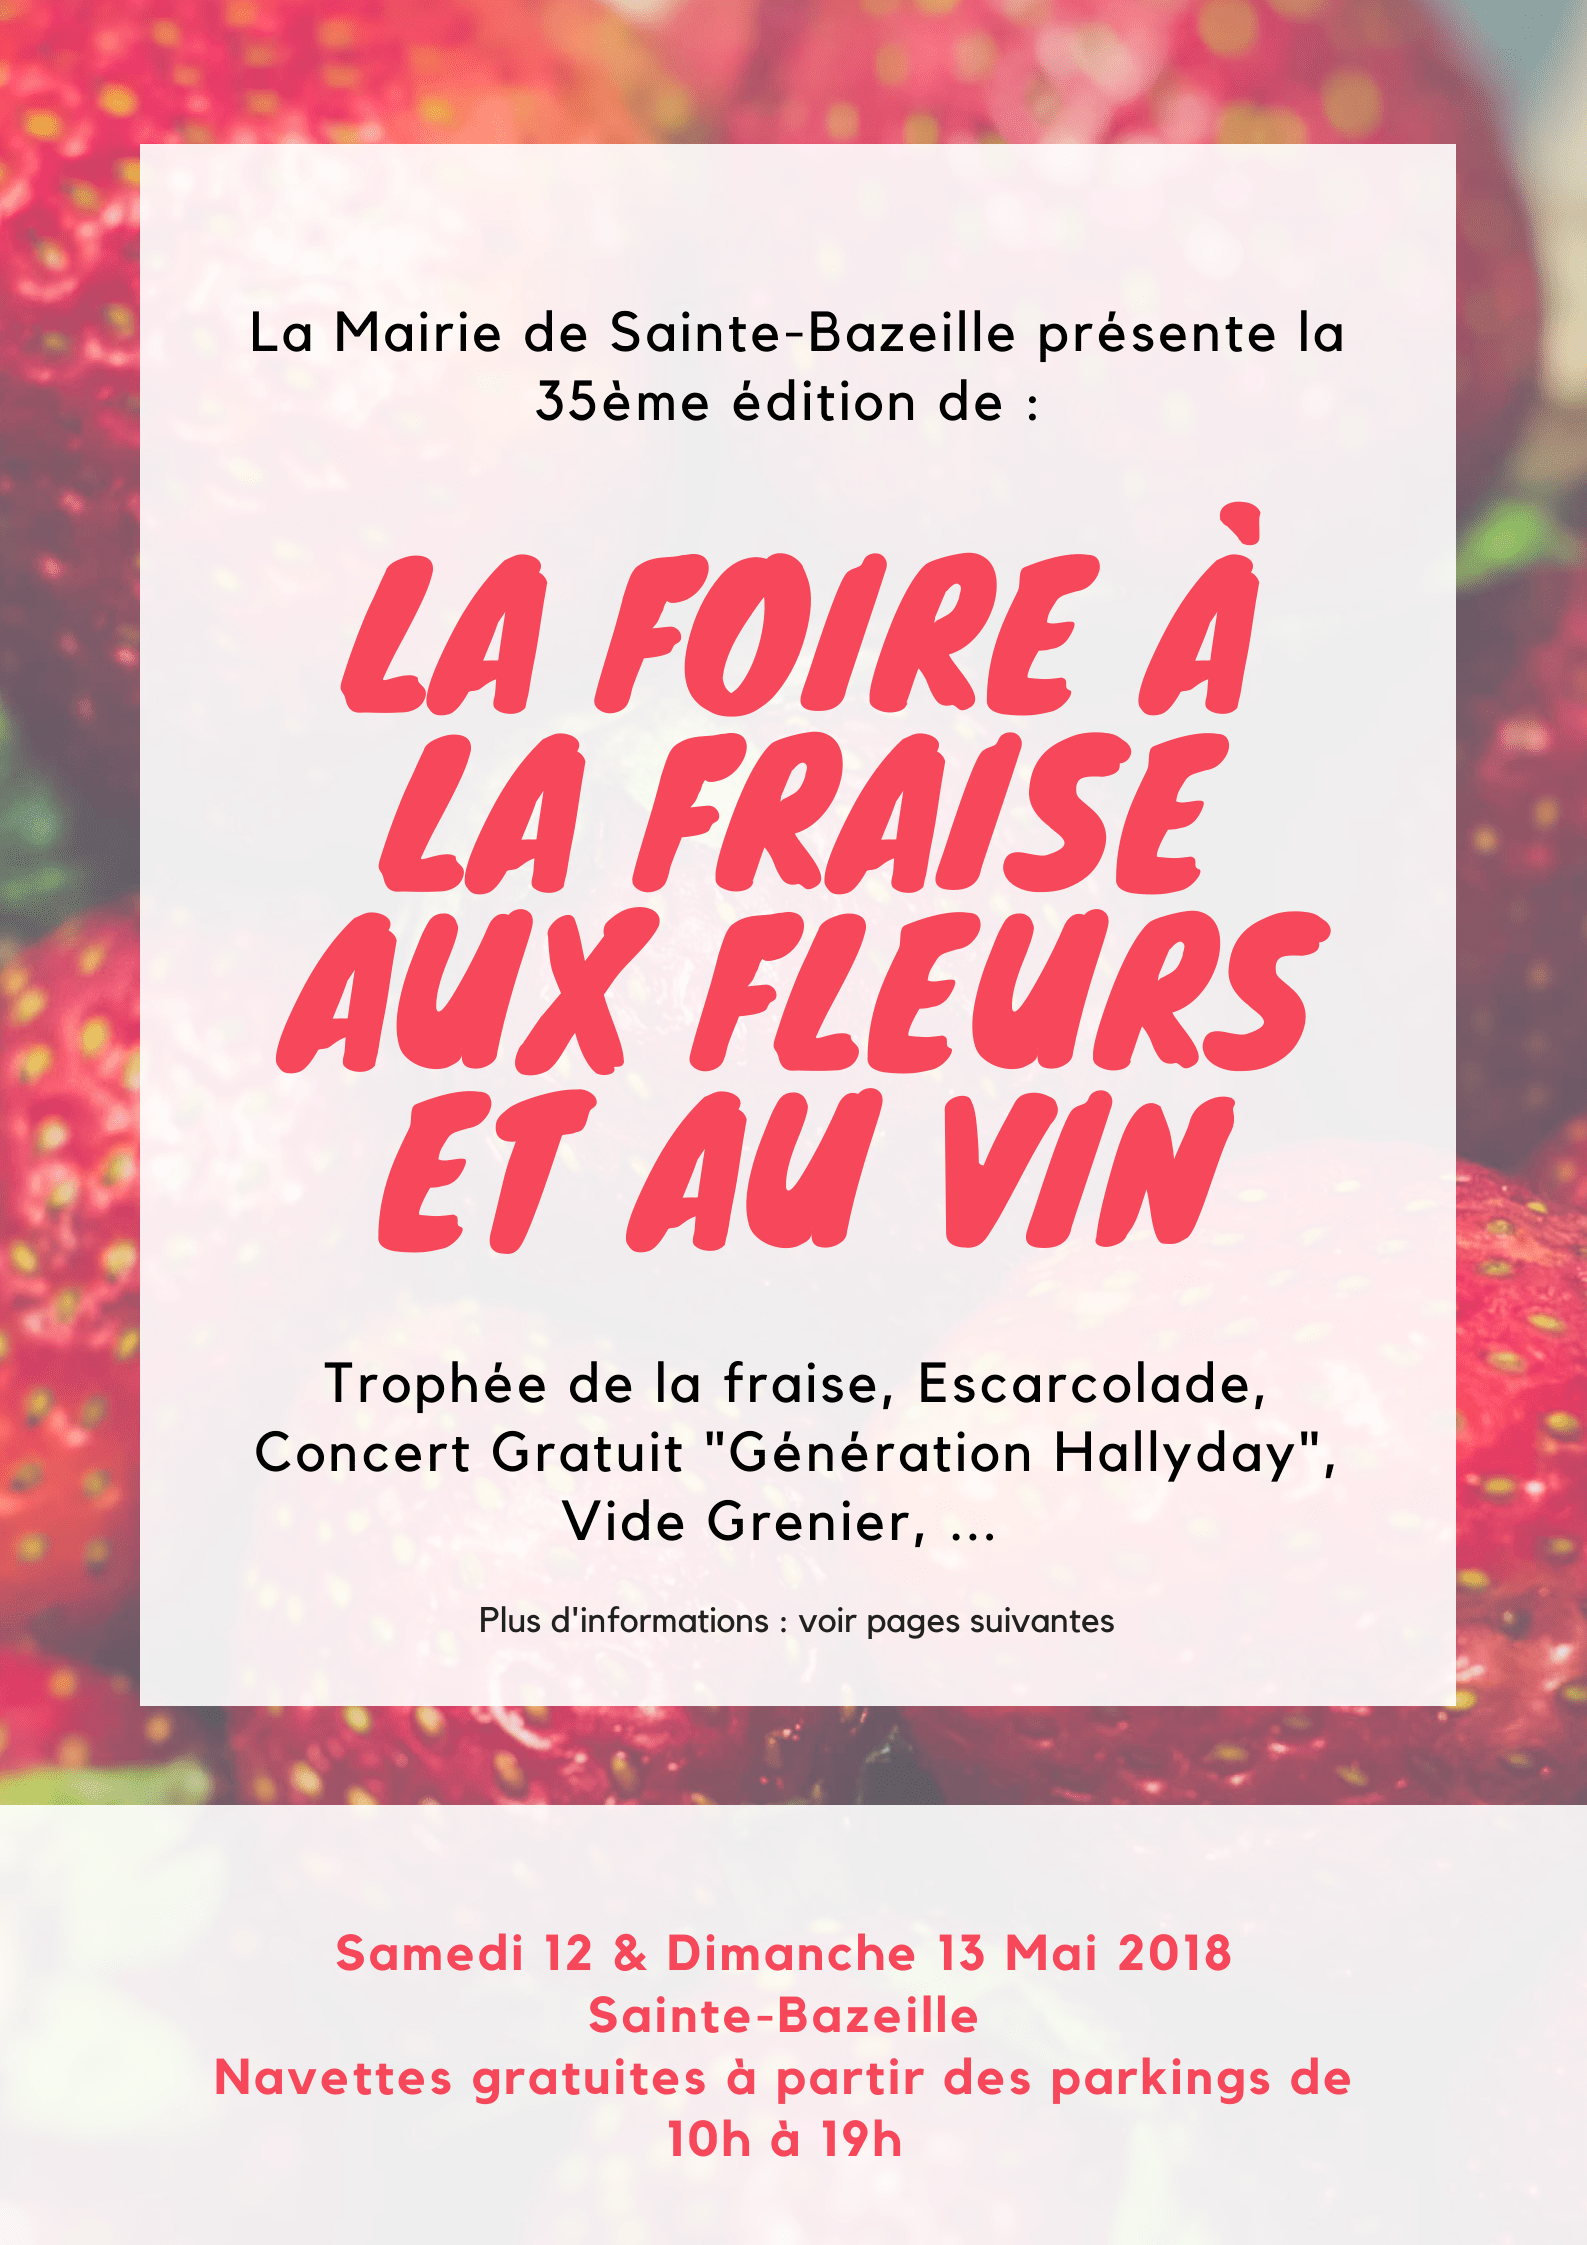 La Mairie de Sainte-Bazeille présente la
35ème édition de :
LA FOIRE À
LA FRAISE
AUX FLEURS
ET AU VIN
Trophée de la fraise, Escarcolade,
Concert Gratuit "Génération Hallyday",
Vide Grenier, ...
Plus d'informations : voir pages suivantes
Samedi 12 & Dimanche 13 Mai 2018
Sainte-Bazeille
Navettes gratuites à partir des parkings de
10h à 19h